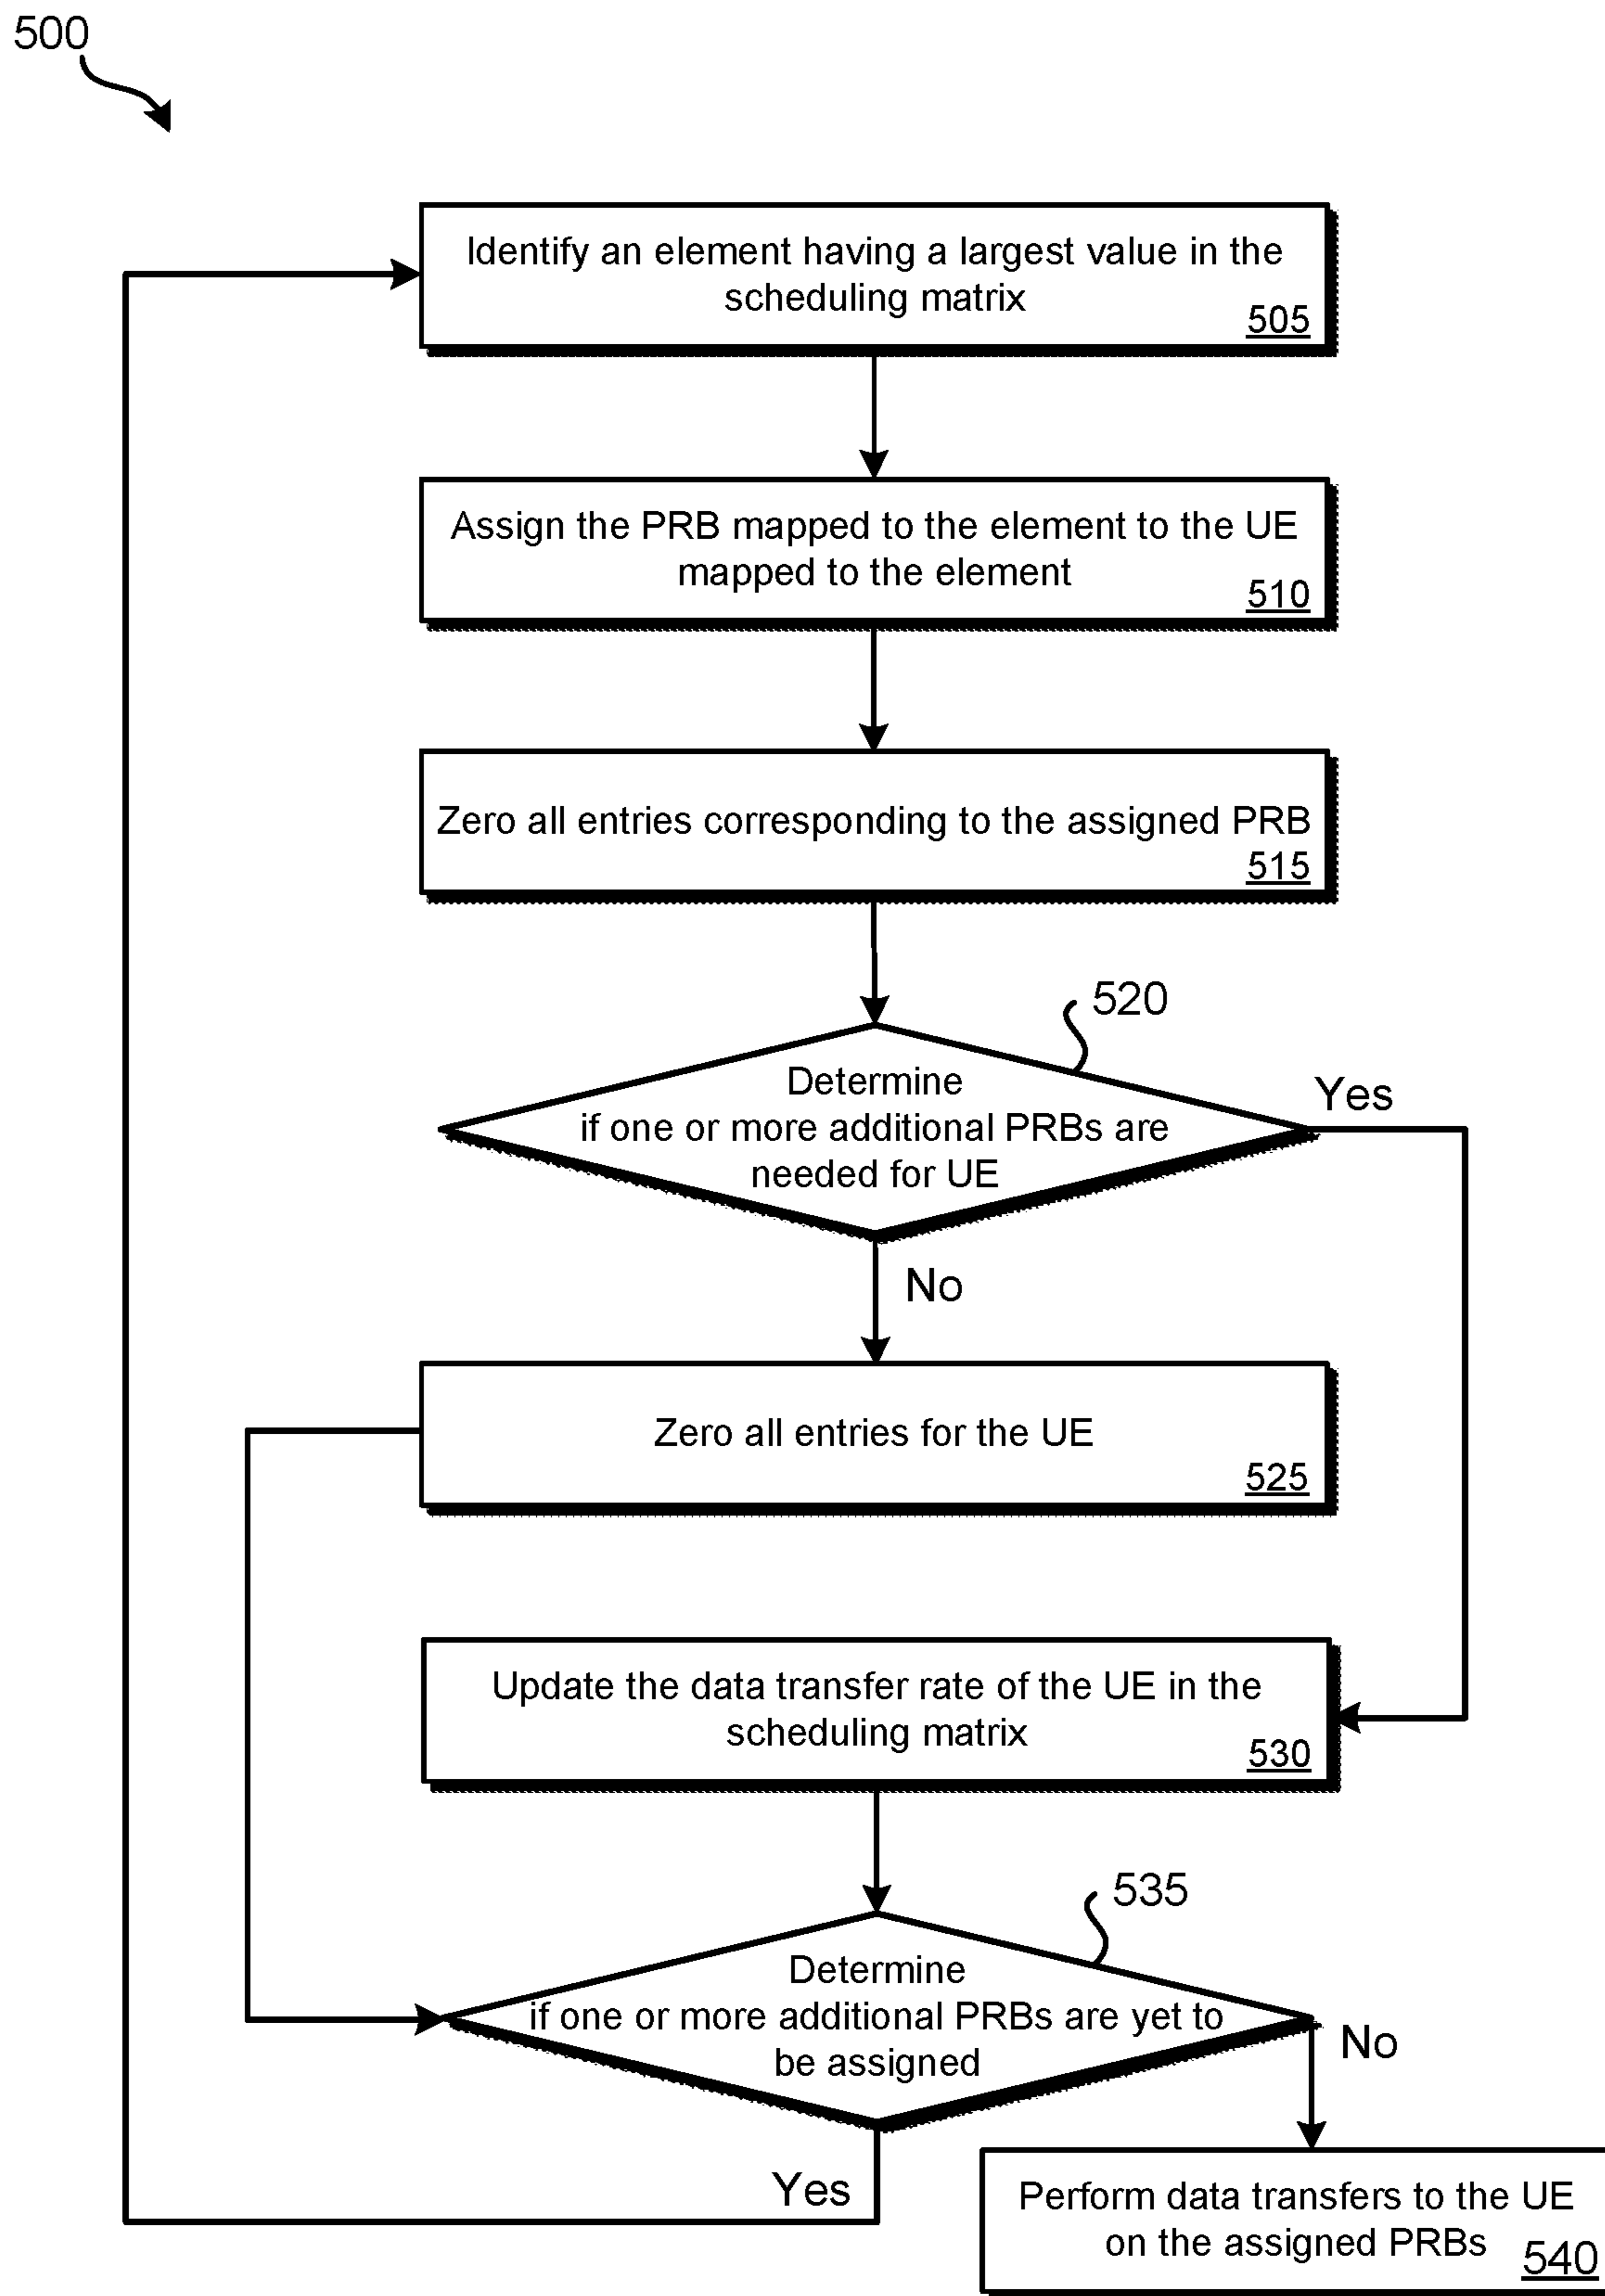 500
Identify an element having a largest value in the
scheduling matrix
505
Assign the PRB mapped to the element to the UE
mapped to the element
510
Zero all entries corresponding to the assigned PRB
515
520
Determine
if one or more additional PRBs are
needed for UE
Yes
No
Zero all entries for the UE
525
Update the data transfer rate of the UE in the
scheduling matrix
530
535
Determine
if one or more additional PRBs are yet to
be assigned
No
Yes
Perform data transfers to the UE
on the assigned PRBs
540